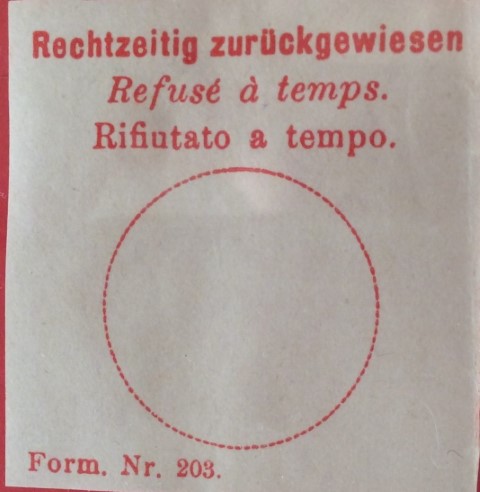 Rechtzeitig zurückgewiesen
Refusé à temps.
Rifiutato a tempo.
Form. Nr. 203.